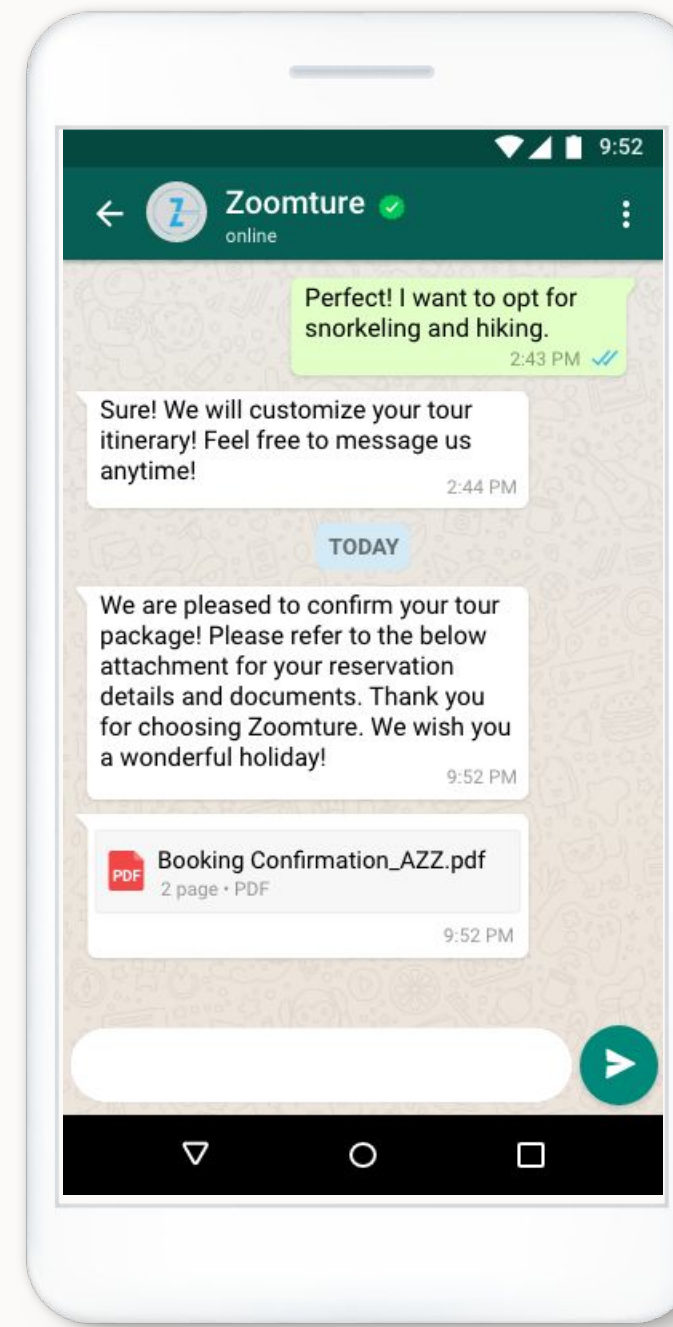 9:52
Zoomture
online
Perfect! I want to opt for
snorkeling and hiking.
2:43 PM
Sure! We will customize your tour
itinerary! Feel free to message us
anytime!
2:44 PM
TODAY
We are pleased to confirm your tour
package! Please refer to the below
attachment for your reservation
details and documents. Thank you
for choosing Zoomture. We wish you
a wonderful holiday!
9:52 PM
PDF
Booking Confirmation_AZZ.pdf
2 page • PDF
9:52 PM